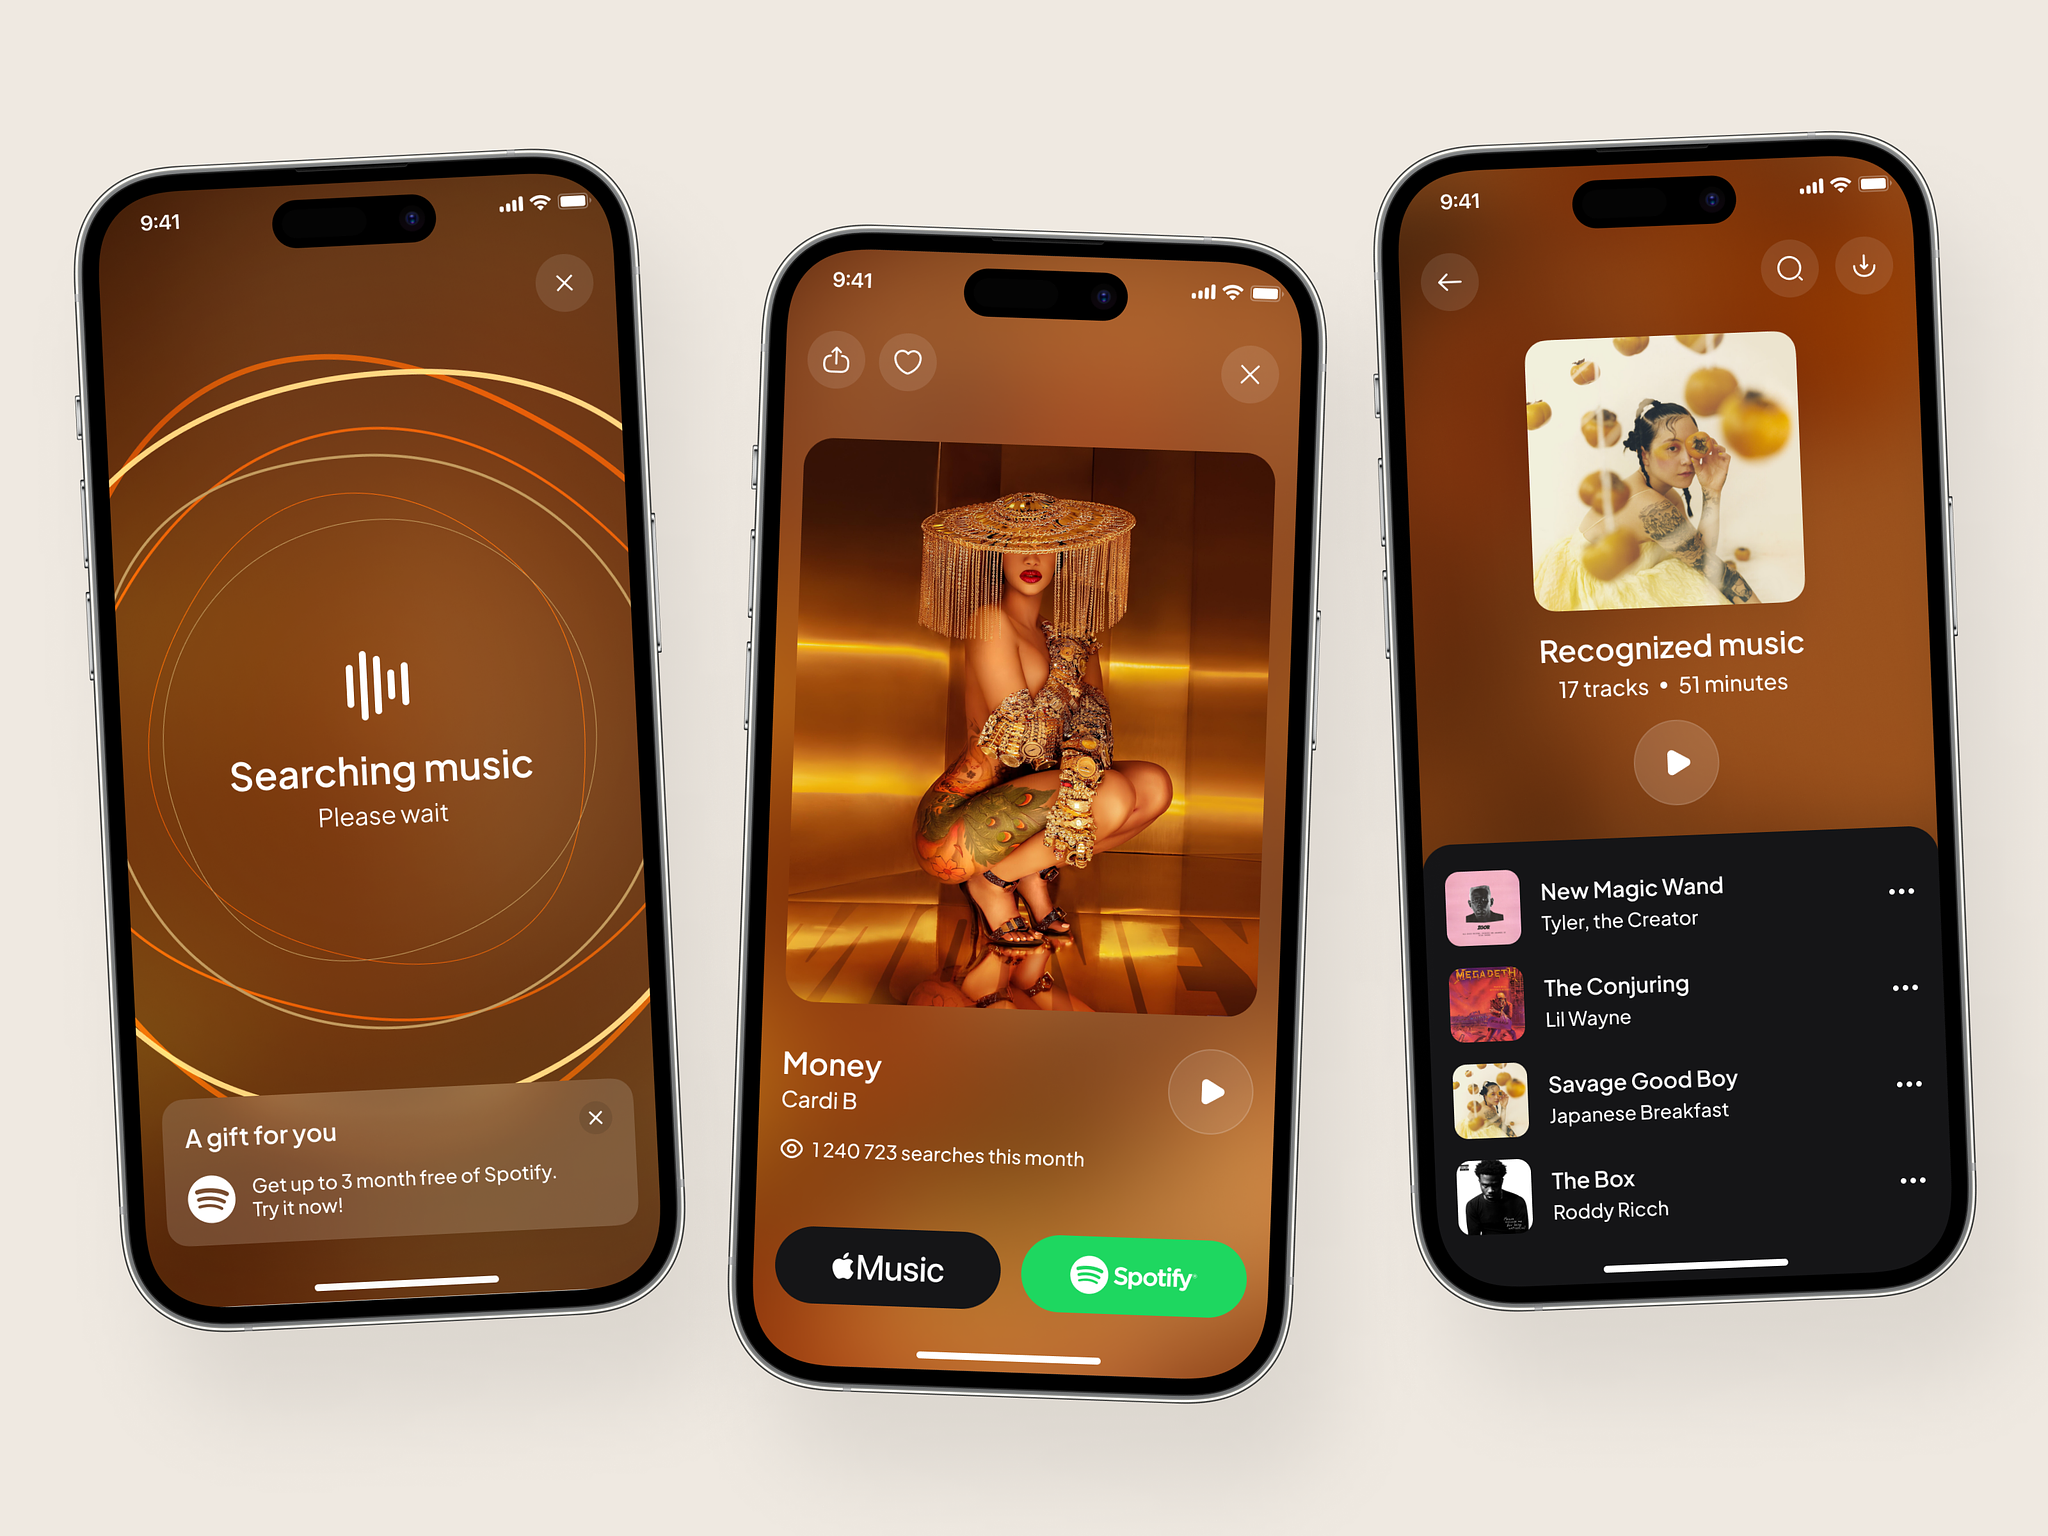 9:41
Searching music
Please wait
A gift for you
Get up to 3 month free of Spotify.
Try it now!
9:41
MONEY
Money
Cardi B
1 240 723 searches this month
Music
Spotify
9:41
Recognized music
17 tracks • 51 minutes
New Magic Wand
Tyler, the Creator
IGOR
MEGADETH
The Conjuring
Lil Wayne
Savage Good Boy
Japanese Breakfast
The Box
Roddy Ricch